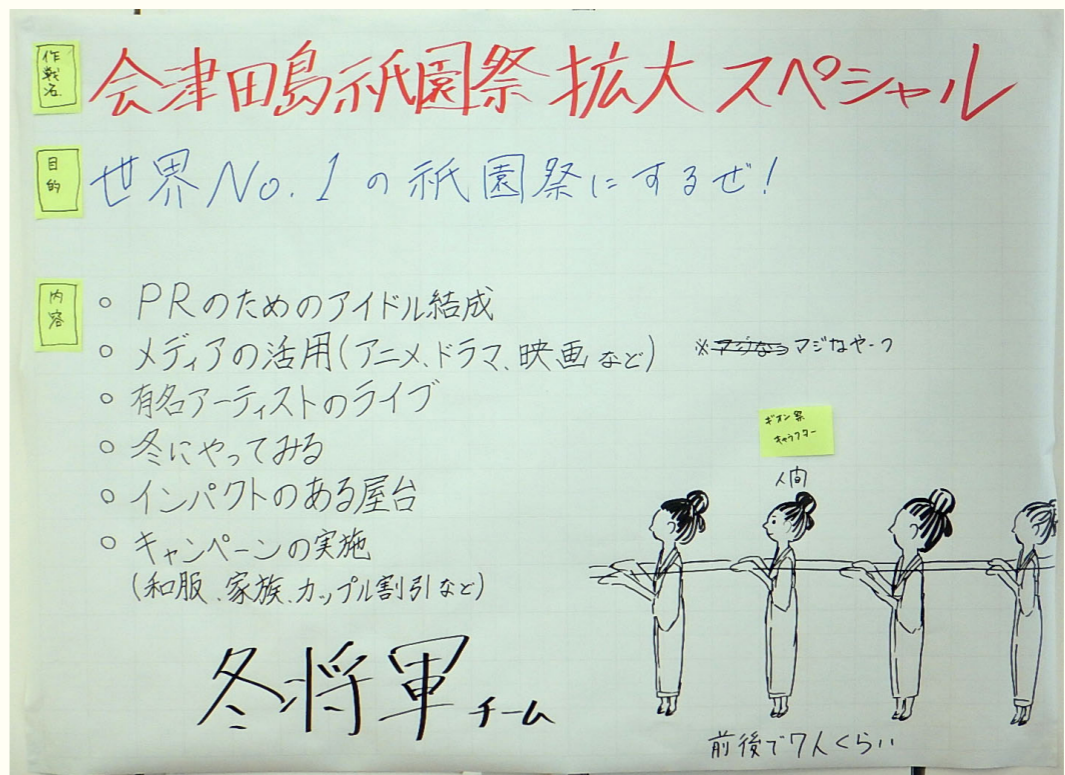 作戦名
会津田島祇園祭 拡大 スペシャル
目的
世界No.1の祇園祭にするぜ!
内容
○ PRのためのアイドル結成
○ メディアの活用(アニメ、ドラマ、映画など)
※ マジなやーつ
○ 有名アーティストのライブ
○ 冬にやってみる
○ インパクトのある屋台
○ キャンペーンの実施
(和服、家族、カップル割引など)
ギオン祭
キャラクター
人間
冬将軍チーム
前後で7人くらい